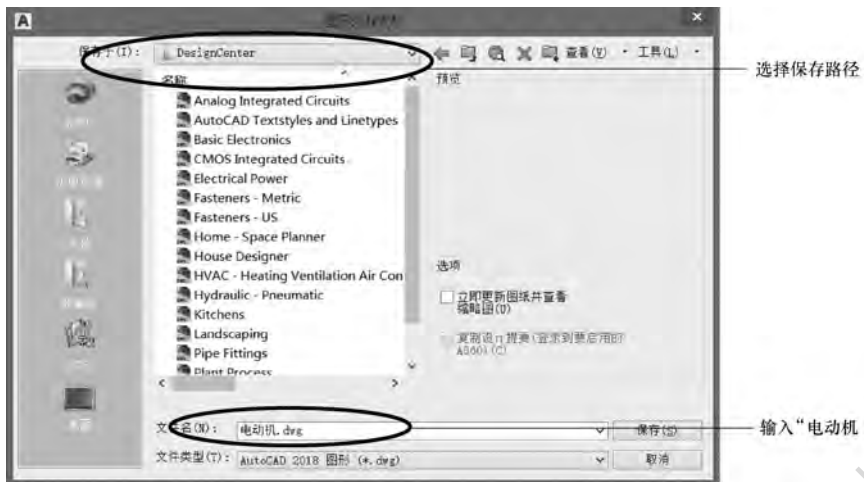 保存于(I): DesignCenter 查看(V) 工具(L)
选择保存路径
名称
预览
Analog Integrated Circuits
AutoCAD Textstyles and Linetypes
Basic Electronics
CMOS Integrated Circuits
Electrical Power
Fasteners - Metric
Fasteners - US
Home - Space Planner
House Designer
HVAC - Heating Ventilation Air Con
Hydraulic - Pneumatic
Kitchens
Landscaping
Pipe Fittings
Plant Process
选项
立即更新图纸并查看
缩略图(U)
文件名(N): 电动机.dwg 保存(S)
输入“电动机
文件类型(T): AutoCAD 2018 图形 (*.dwg) 取消